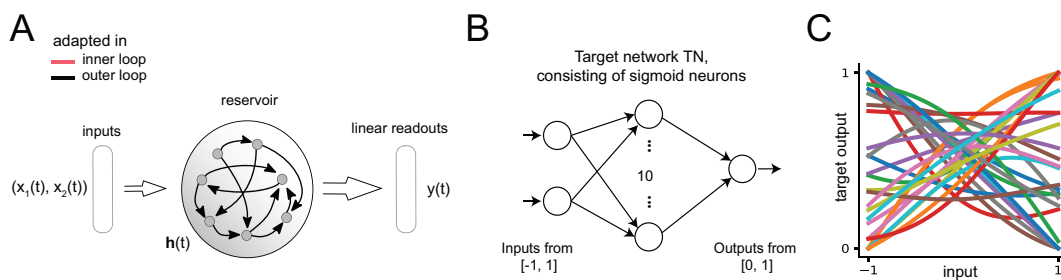 A
adapted in
inner loop
outer loop
reservoir
inputs
linear readouts
(x₁(t), x₂(t))
y(t)
h(t)
B
Target network TN,
consisting of sigmoid neurons
...
10
...
Inputs from
[-1, 1]
Outputs from
[0, 1]
C
target output
1
0
−1
input
1